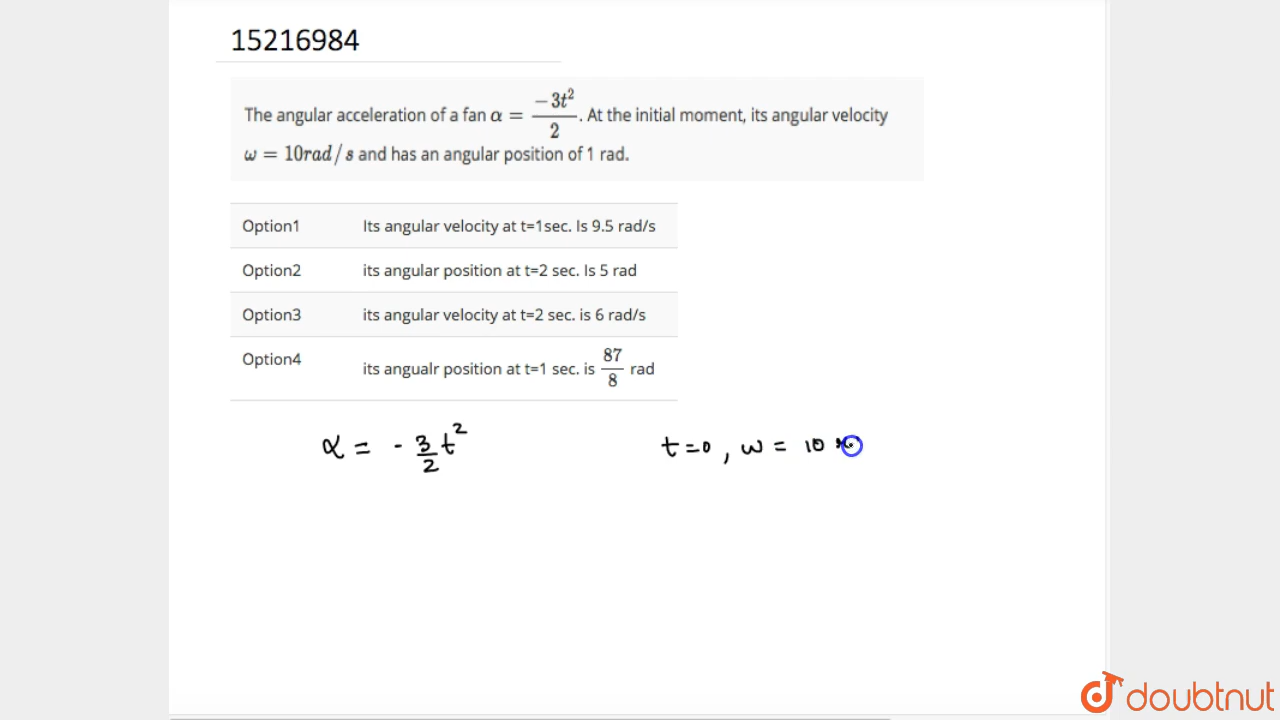 15216984
The angular acceleration of a fan α = −3t²/2. At the initial moment, its angular velocity
ω = 10rad/s and has an angular position of 1 rad.
Option1 Its angular velocity at t=1sec. Is 9.5 rad/s
Option2 its angular position at t=2 sec. Is 5 rad
Option3 its angular velocity at t=2 sec. is 6 rad/s
Option4 its angualr position at t=1 sec. is 87/8 rad
α = - 3/2 t² t=0, ω = 10
doubtnut